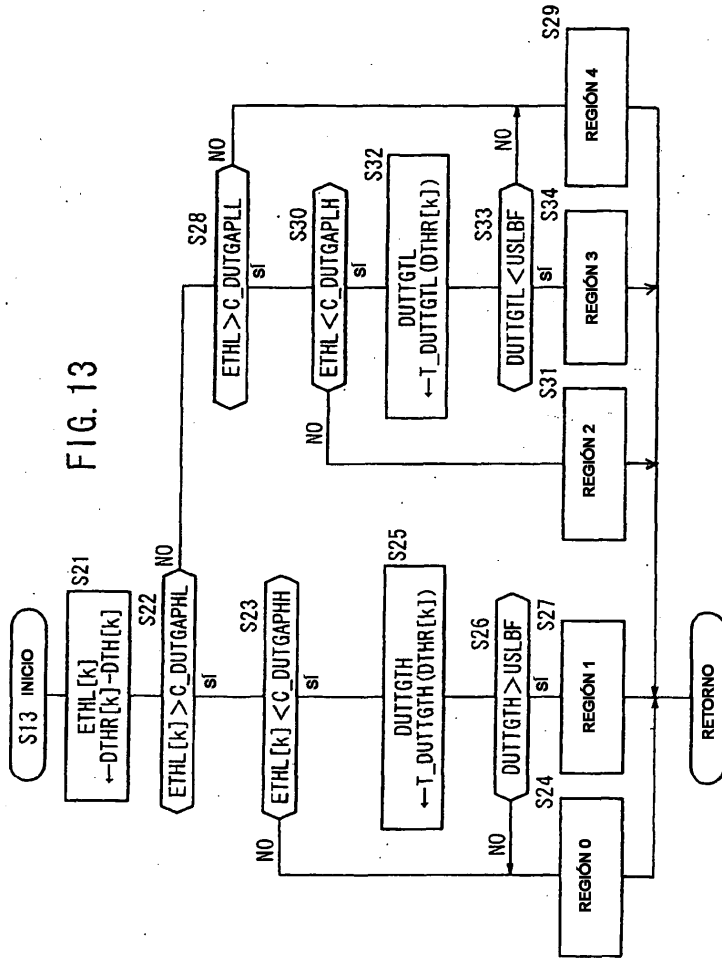 FIG. 13
S13 INICIO
S21
ETHL[k]
←DTHR[k]-DTH[k]
S22
ETHL[k]>C_DUTGAPHL
NO
SÍ
S23
ETHL[k]<C_DUTGAPHH
NO
SÍ
S25
DUTTGTH
←T_DUTTGTH(DTHR[k])
S26
DUTTGTH>USLBF
NO
SÍ
S24
REGIÓN 0
S27
REGIÓN 1
S28
ETHL>C_DUTGAPLL
NO
SÍ
S30
ETHL<C_DUTGAPLH
NO
SÍ
S32
DUTTGTL
←T_DUTTGTL(DTHR[k])
S33
DUTTGTL<USLBF
NO
SÍ
S31
REGIÓN 2
S34
REGIÓN 3
S29
REGIÓN 4
RETORNO